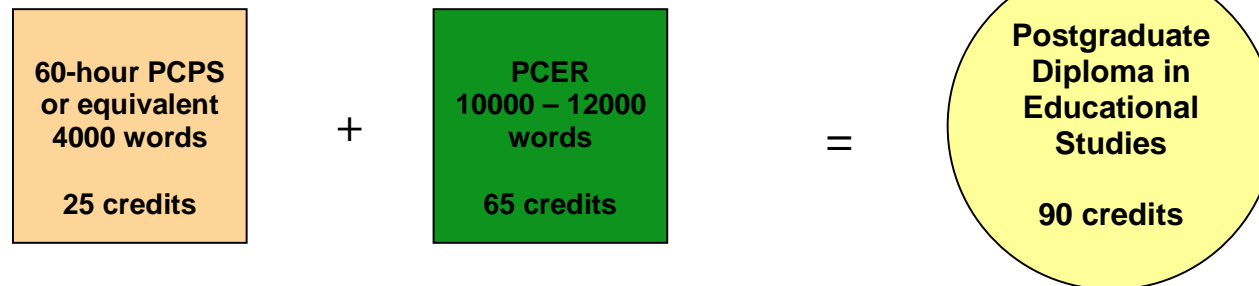 60-hour PCPS
or equivalent
4000 words
25 credits
+
PCER
10000 – 12000
words
65 credits
=
Postgraduate
Diploma in
Educational
Studies
90 credits